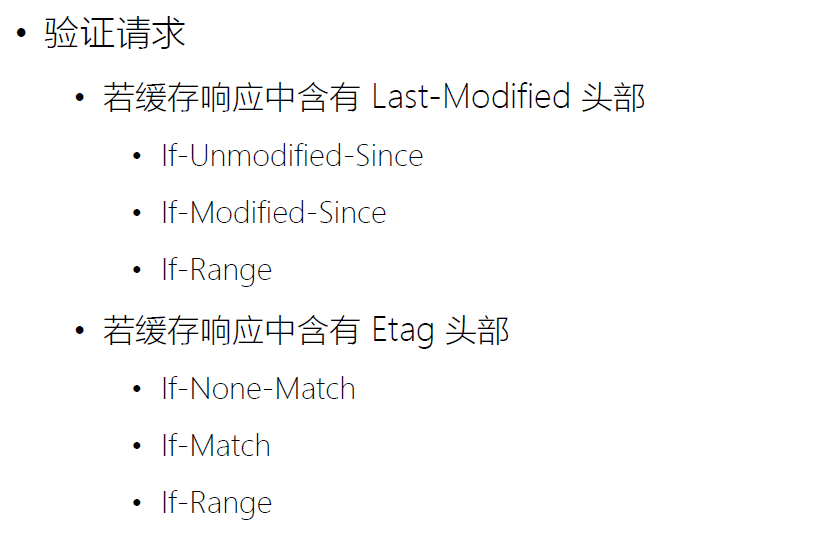 • 验证请求
• 若缓存响应中含有 Last-Modified 头部
• If-Unmodified-Since
• If-Modified-Since
• If-Range
• 若缓存响应中含有 Etag 头部
• If-None-Match
• If-Match
• If-Range